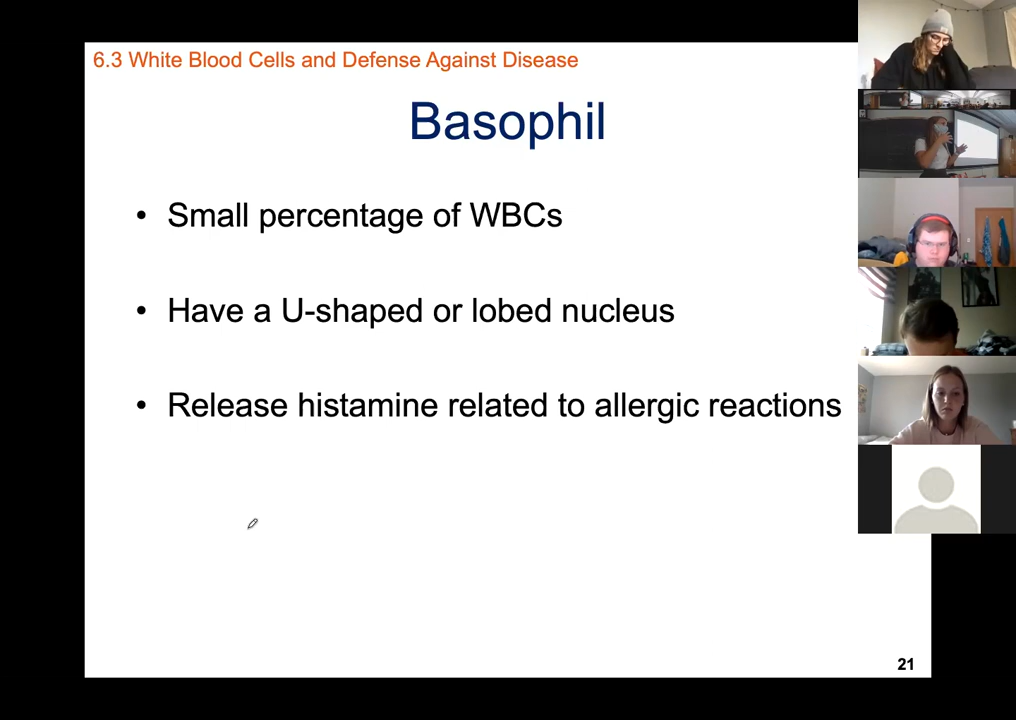 6.3 White Blood Cells and Defense Against Disease
Basophil
• Small percentage of WBCs
• Have a U-shaped or lobed nucleus
• Release histamine related to allergic reactions
21